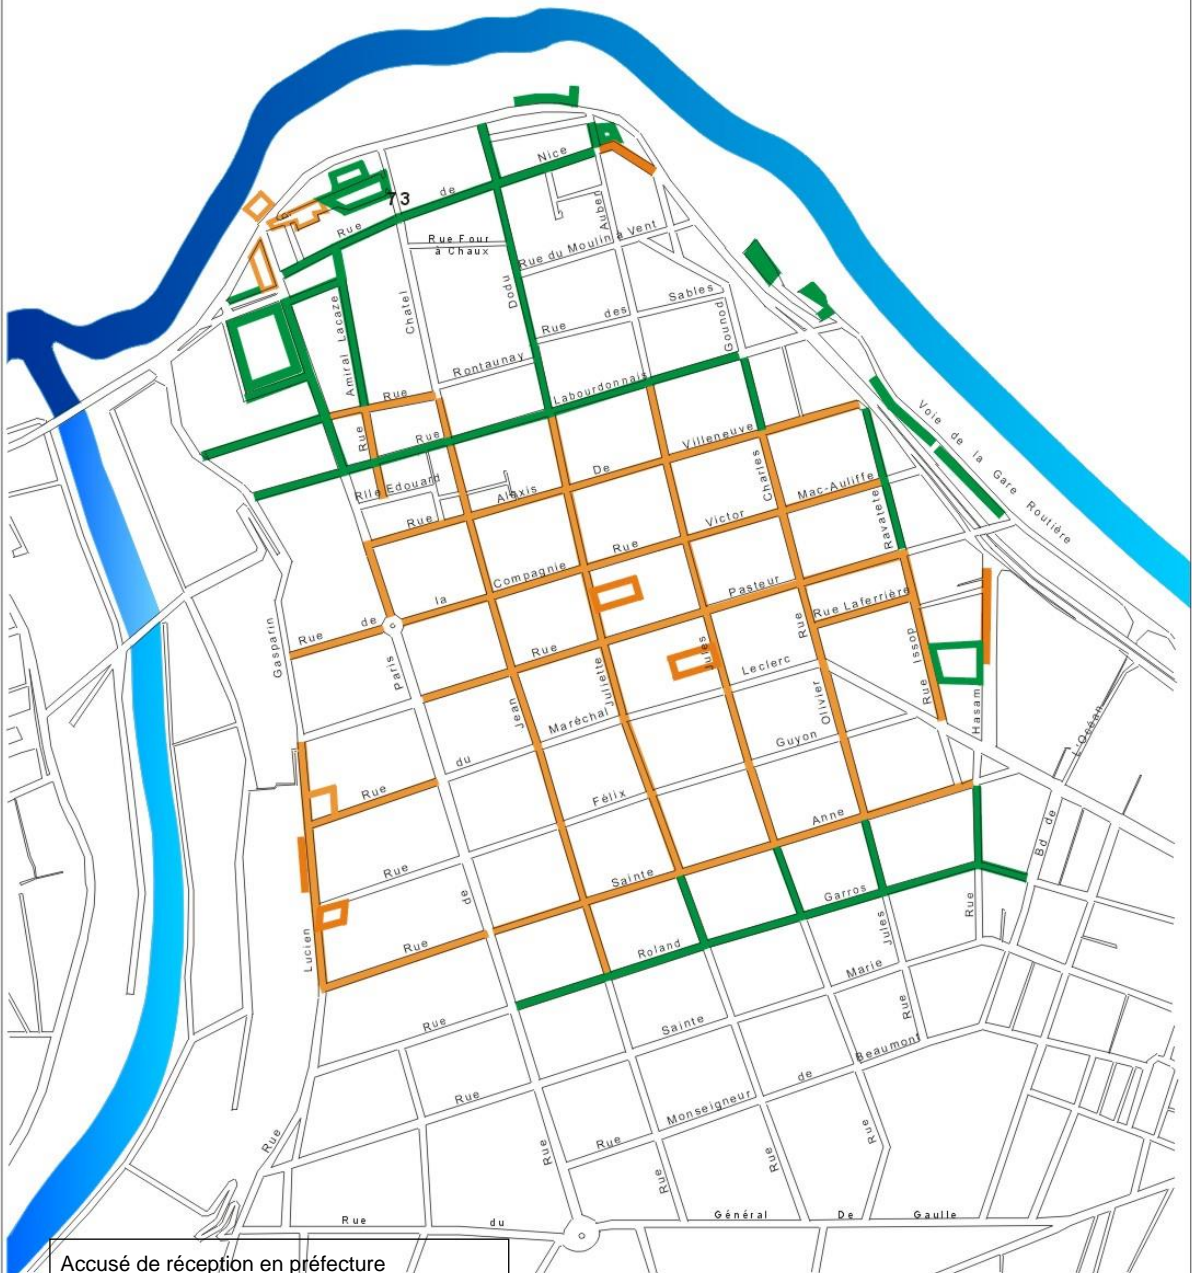 Rue de Nice
73
Rue Four
à Chaux
Auber
Rue du Moulin à Vent
Rue des Sables
Gounod
Dodu
Chatel
Rue Amiral Lacaze
Rue Rontaunay
Rue Labourdonnais
Voie de la Gare Routière
Edouard
Rue Alexis De Villeneuve
Charles
Rue de la Compagnie
Rue Victor Mac-Auliffe
Ravatete
Rue Pasteur
Rue Laferrière
Gasparin
Paris
Juliette
Jules
Jean
Rue Olivier
Rue Issop
Hasam
L'Océan
Bd de
Rue du Maréchal Leclerc
Rue Félix Guyon
Rue de
Rue Sainte Anne
Lucien
Rue Roland Garros
Rue Jules
Rue
Rue Sainte Marie
Rue Monseigneur de Beaumont
Rue
Rue
Rue
Rue
Rue
Rue
Rue du Général De Gaulle
Accusé de réception en préfecture